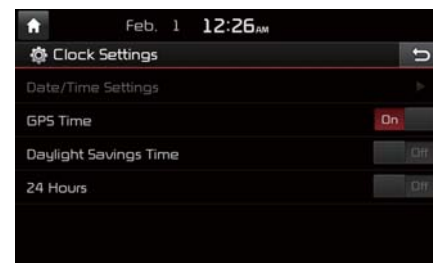 Feb. 1 12:26AM
Clock Settings
Date/Time Settings
GPS Time On
Daylight Savings Time Off
24 Hours Off